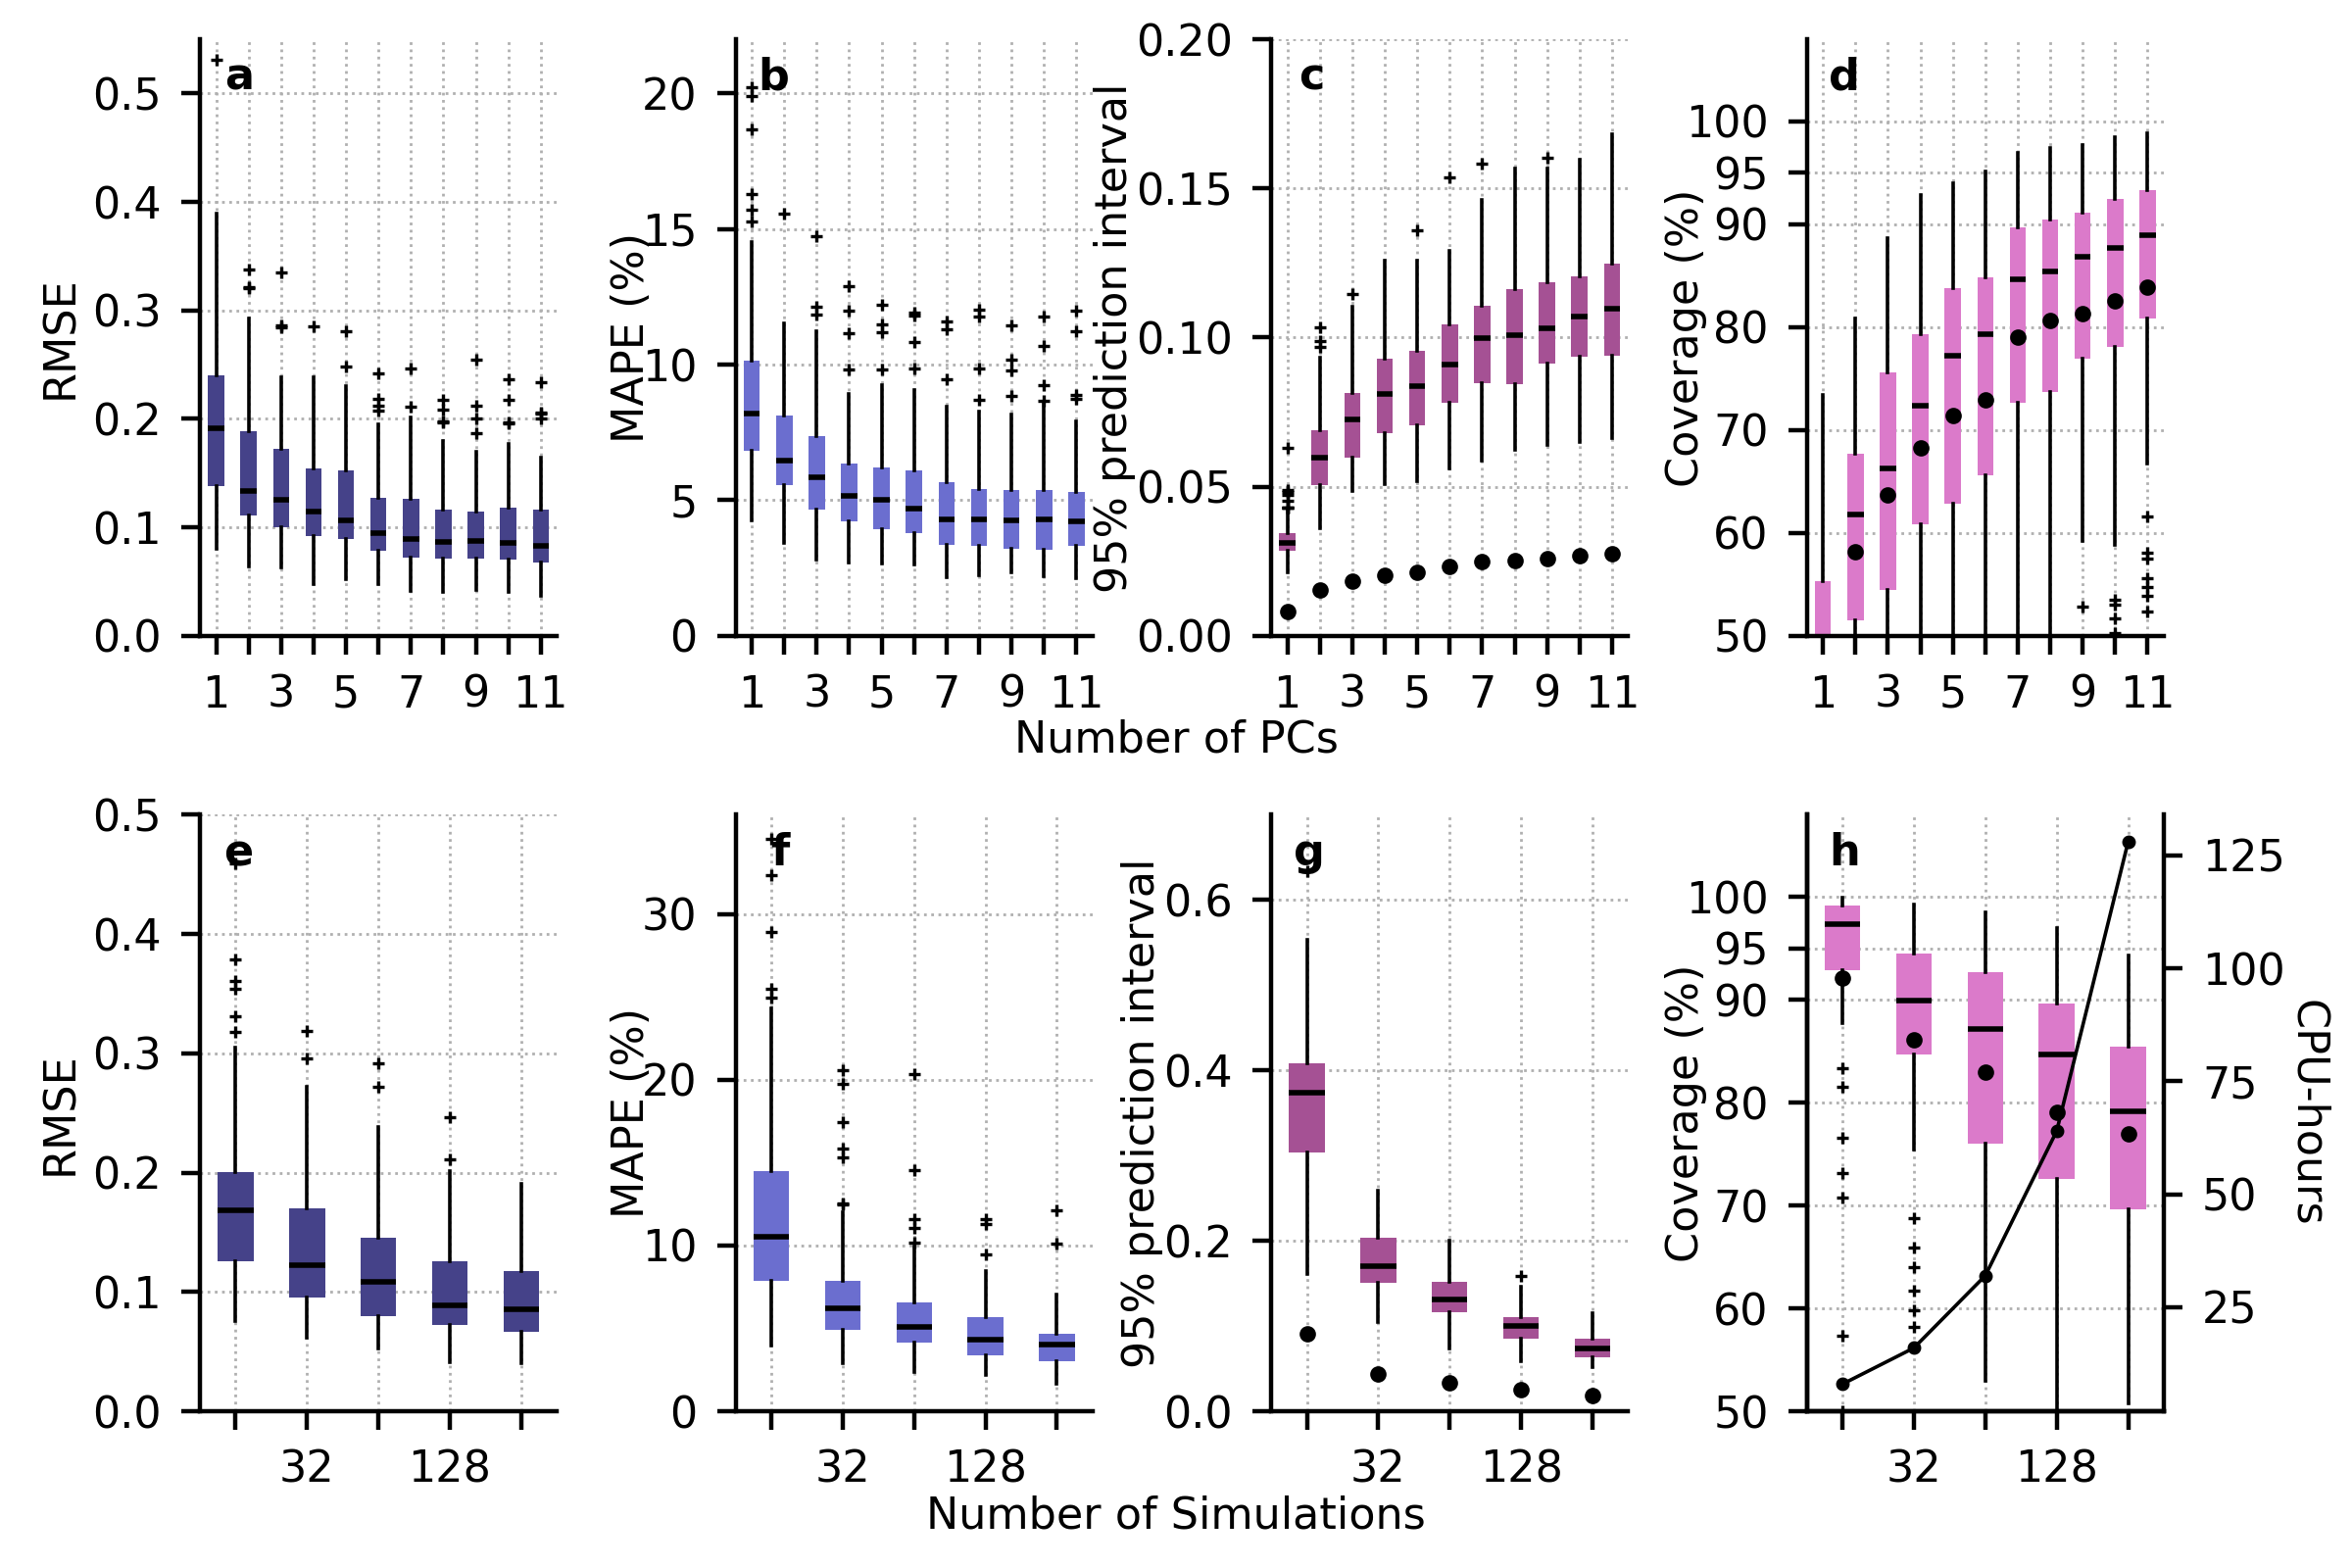 a
RMSE
0.5
0.4
0.3
0.2
0.1
0.0
1 3 5 7 9 11
b
MAPE (%)
20
15
10
5
0
1 3 5 7 9 11
c
95% prediction interval
0.20
0.15
0.10
0.05
0.00
1 3 5 7 9 11
d
Coverage (%)
100
95
90
80
70
60
50
1 3 5 7 9 11
Number of PCs
e
RMSE
0.5
0.4
0.3
0.2
0.1
0.0
32 128
f
MAPE (%)
30
20
10
0
32 128
g
95% prediction interval
0.6
0.4
0.2
0.0
32 128
h
Coverage (%)
100
95
90
80
70
60
50
32 128
125
100
75
50
25
CPU-hours
Number of Simulations